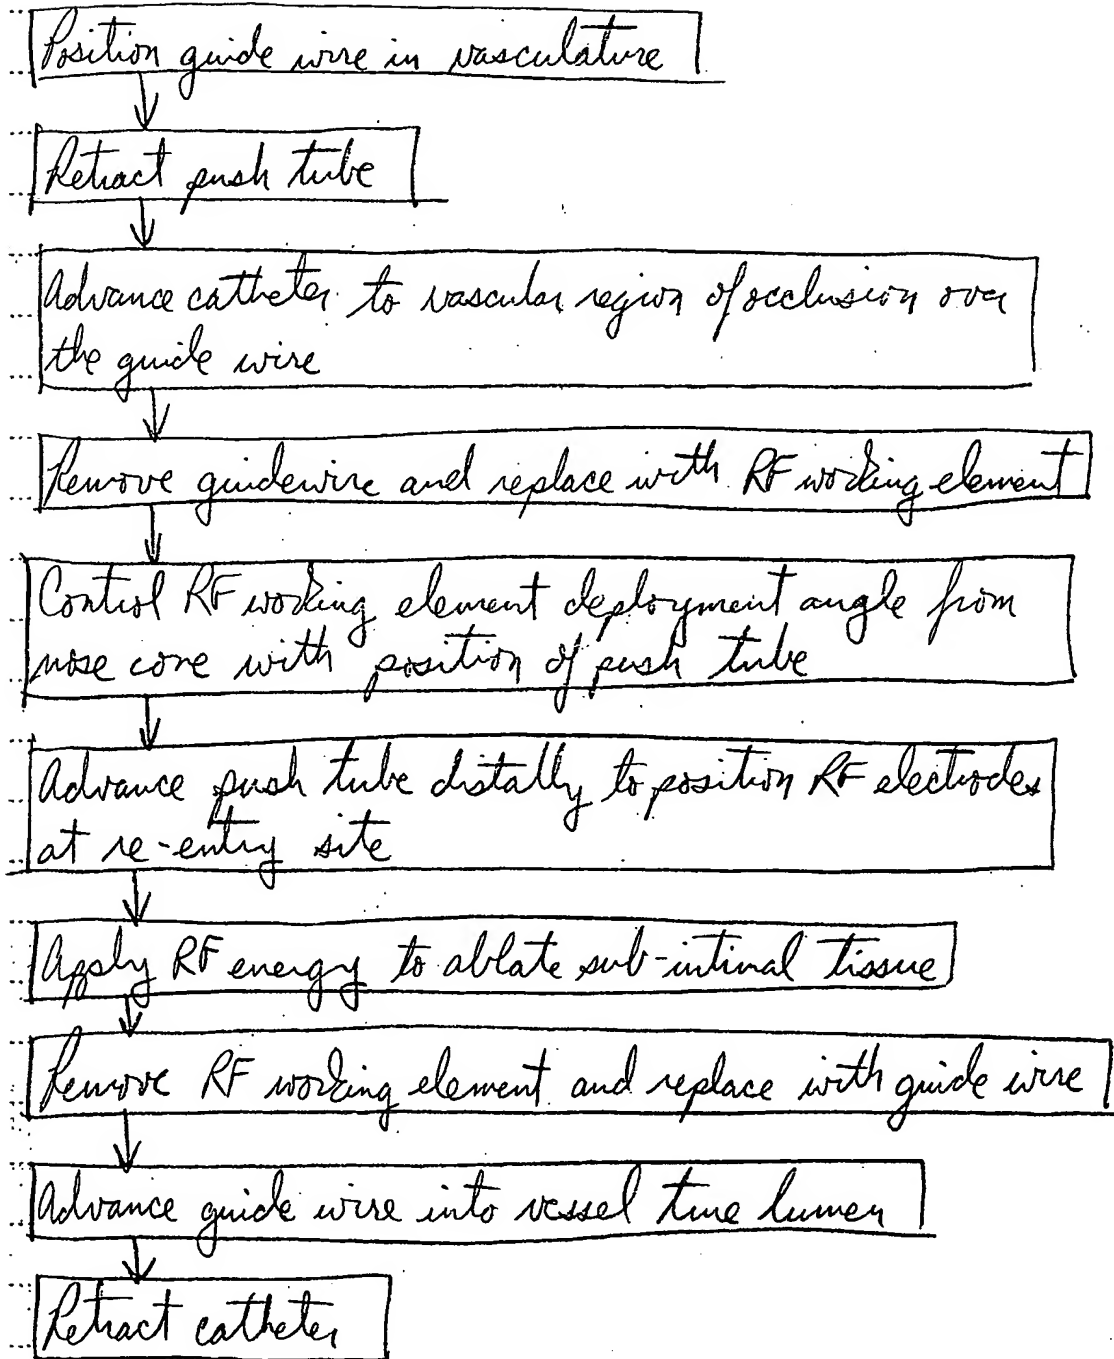 Position guide wire in vasculature
Retract push tube
Advance catheter to vascular region of occlusion over
the guide wire
Remove guidewire and replace with RF working element
Control RF working element deployment angle from
nose cone with position of push tube
Advance push tube distally to position RF electrodes
at re-entry site
Apply RF energy to ablate sub-intimal tissue
Remove RF working element and replace with guide wire
Advance guide wire into vessel true lumen
Retract catheter